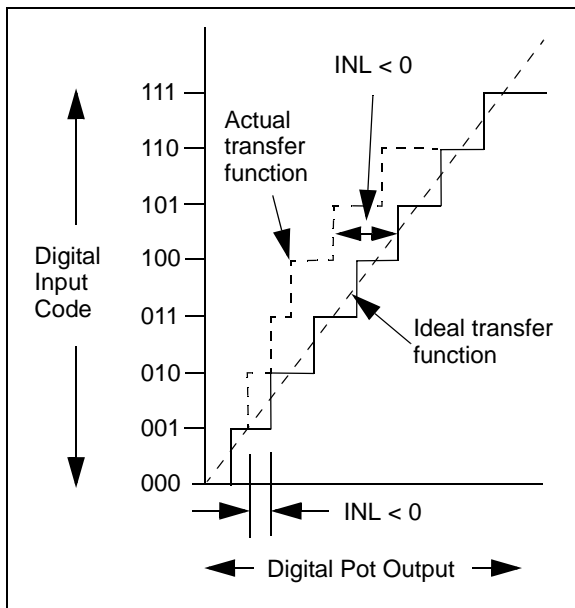 INL < 0
111
Actual
transfer
function
110
101
100
Digital
Input
Code
011
Ideal transfer
function
010
001
000
INL < 0
Digital Pot Output